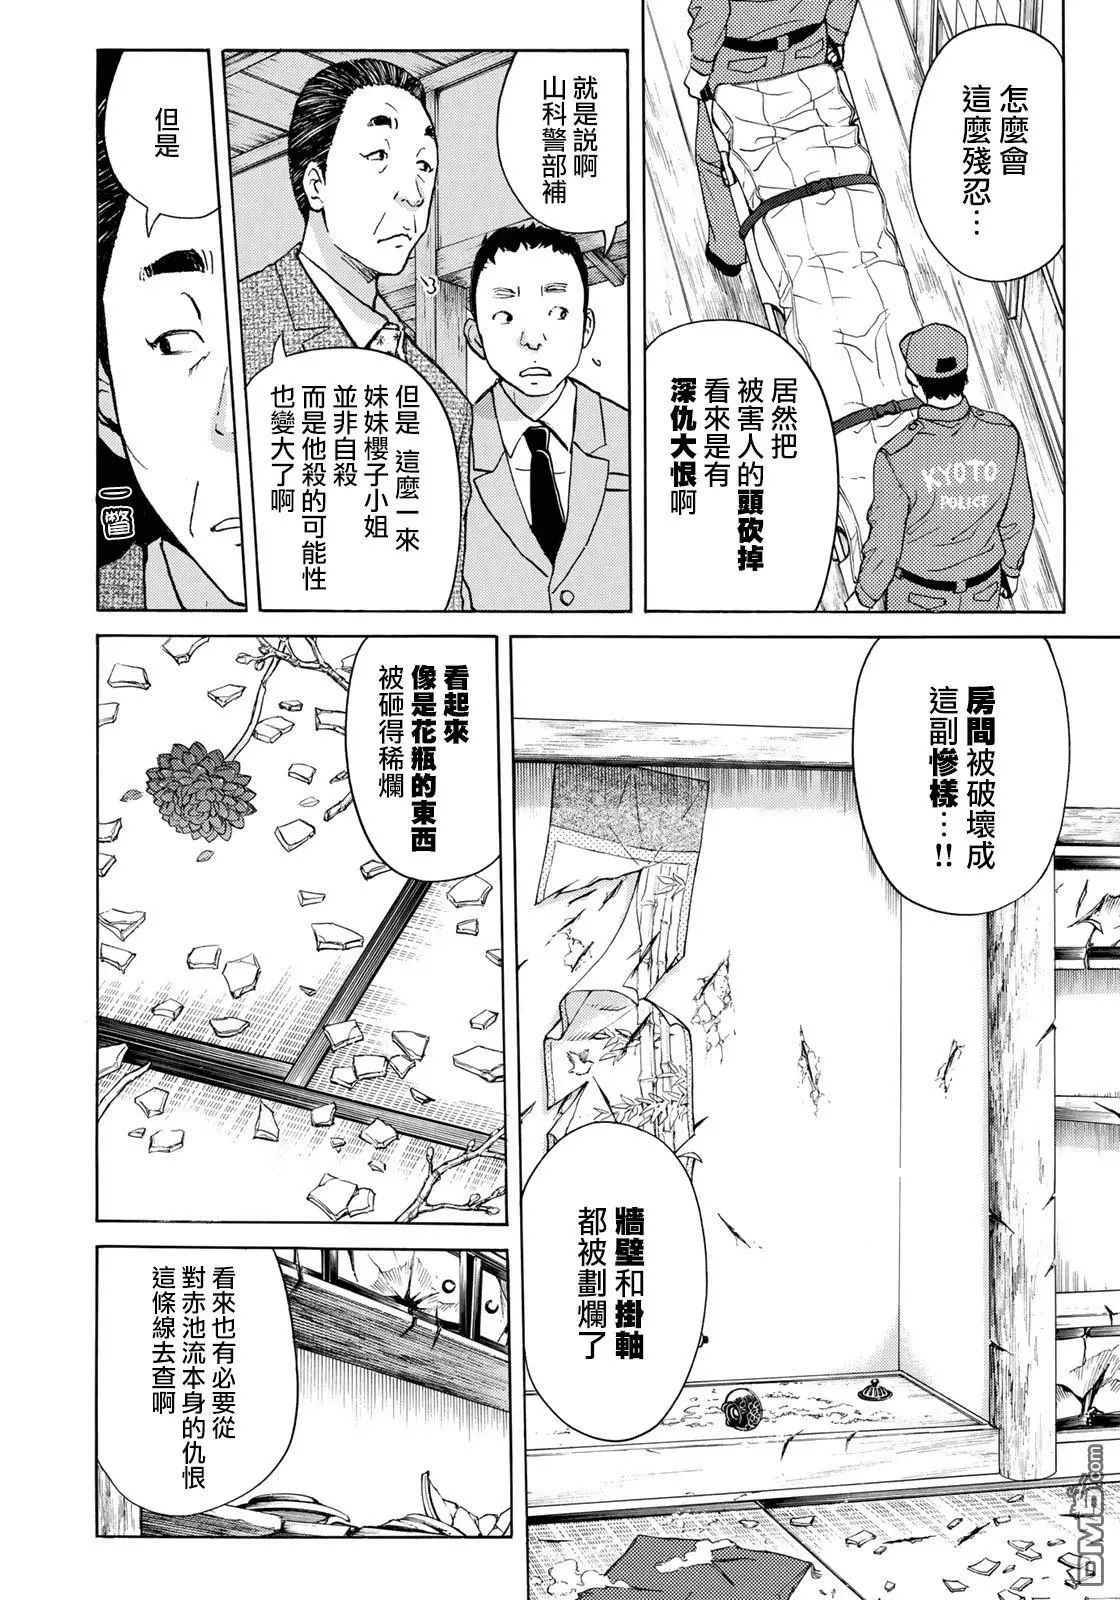 怎麼會
這麼殘忍…
居然把
被害人的頭砍掉
看來是有
深仇大恨啊
KYOTO
POLICE
就是説啊
山科警部補
但是 這麼一來
妹妹櫻子小姐
並非自殺
而是他殺的可能性
也變大了啊
但是
一瞥
房間被破壞成
這副慘樣…!!
牆壁和掛軸
都被劃爛了
看起來
像是花瓶的東西
被砸得稀爛
看來也有必要從
對赤池流本身的仇恨
這條線去查啊
DM5.com